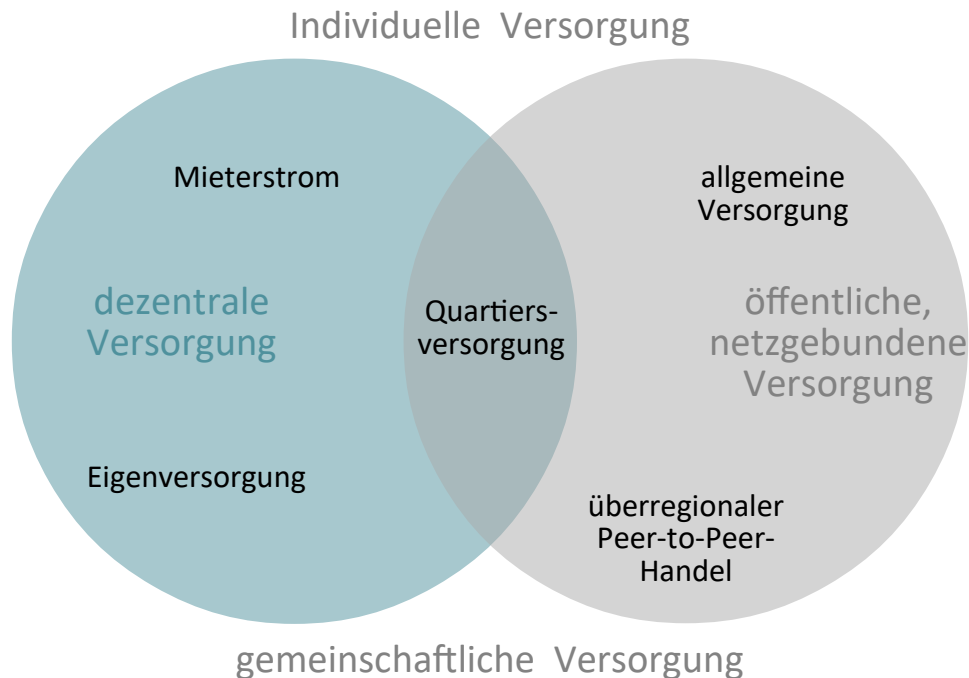 Individuelle Versorgung
Mieterstrom
allgemeine
Versorgung
dezentrale
Versorgung
Quartiers-
versorgung
öffentliche,
netzgebundene
Versorgung
Eigenversorgung
überregionaler
Peer-to-Peer-
Handel
gemeinschaftliche Versorgung